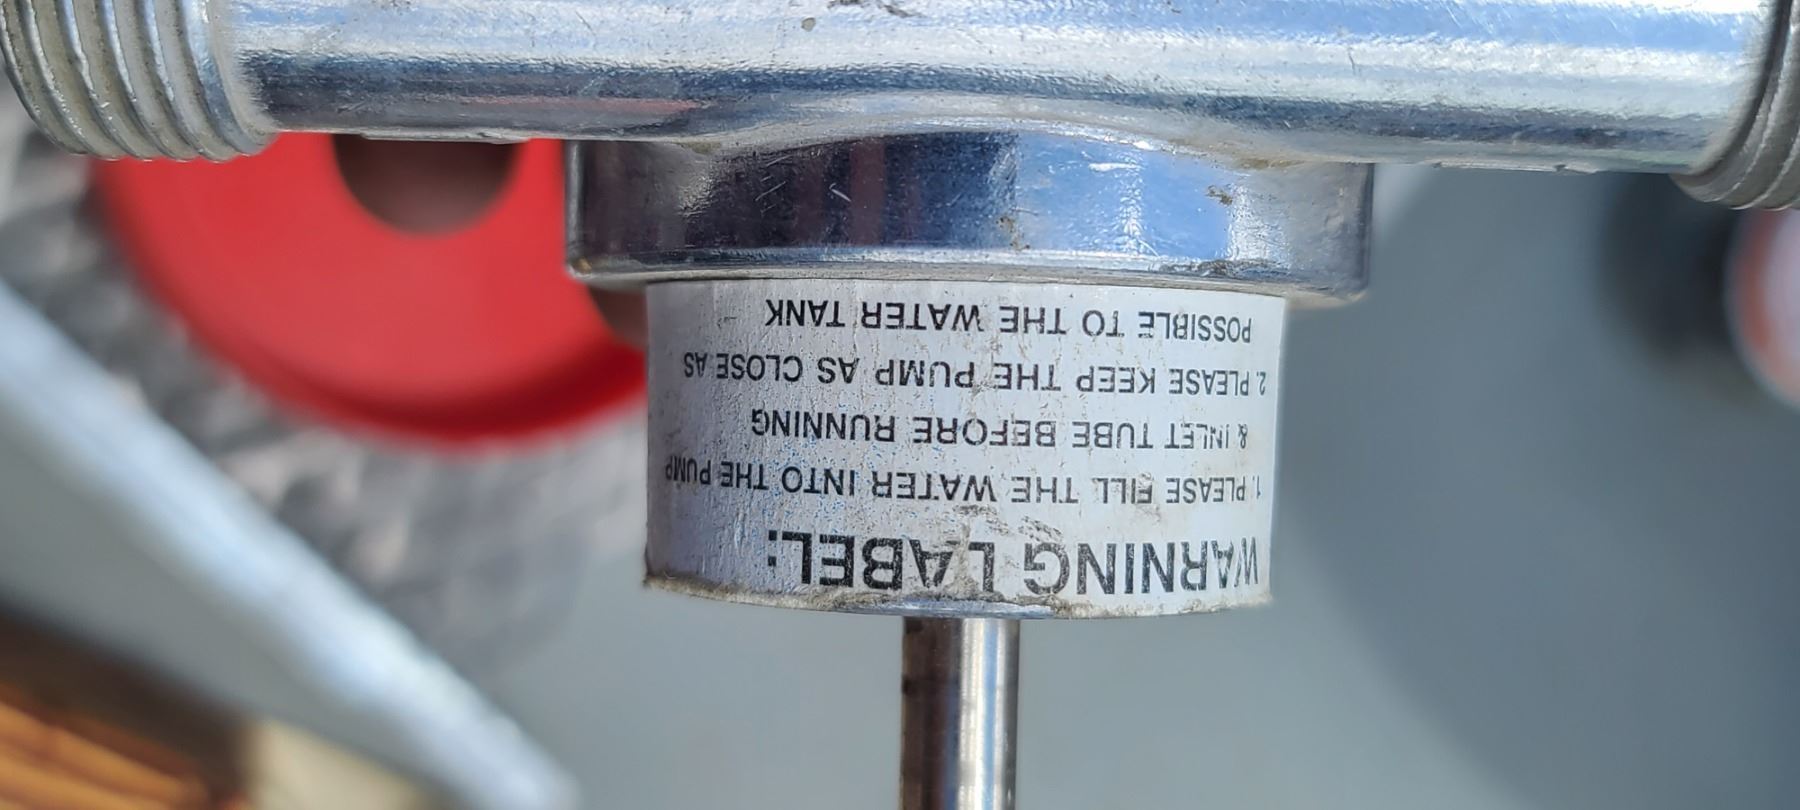 WARNING LABEL:
1. PLEASE FILL THE WATER INTO THE PUMP
& INLET TUBE BEFORE RUNNING
2. PLEASE KEEP THE PUMP AS CLOSE AS
POSSIBLE TO THE WATER TANK